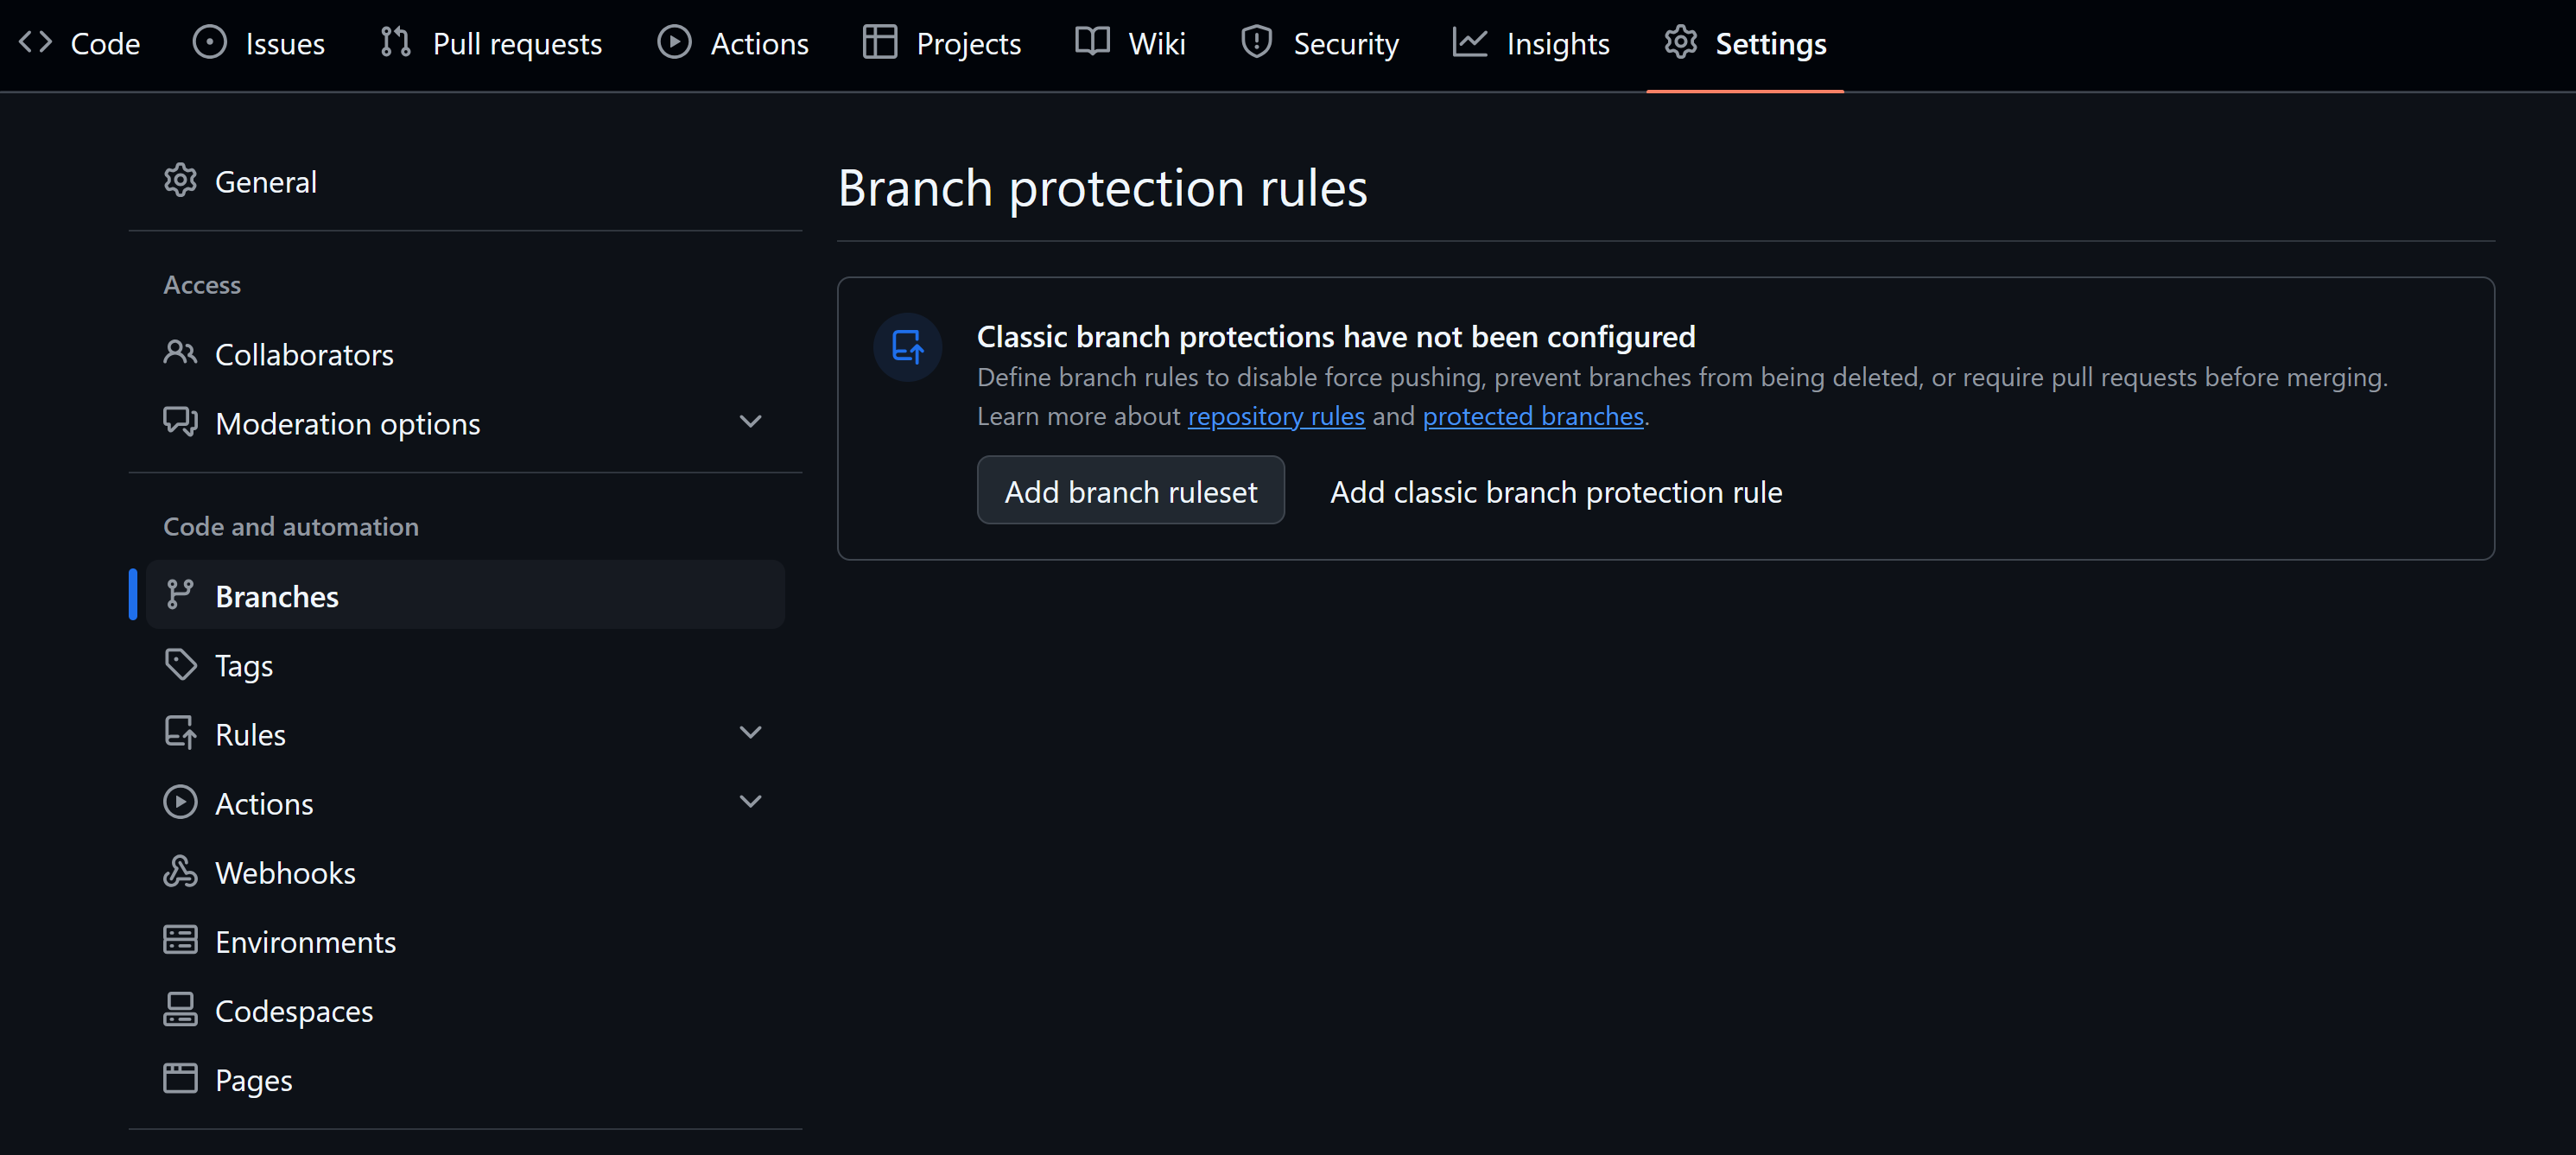 Code Issues Pull requests Actions Projects Wiki Security Insights Settings
General
Access
Collaborators
Moderation options
Code and automation
Branches
Tags
Rules
Actions
Webhooks
Environments
Codespaces
Pages
Branch protection rules
Classic branch protections have not been configured
Define branch rules to disable force pushing, prevent branches from being deleted, or require pull requests before merging.
Learn more about repository rules and protected branches.
Add branch ruleset Add classic branch protection rule